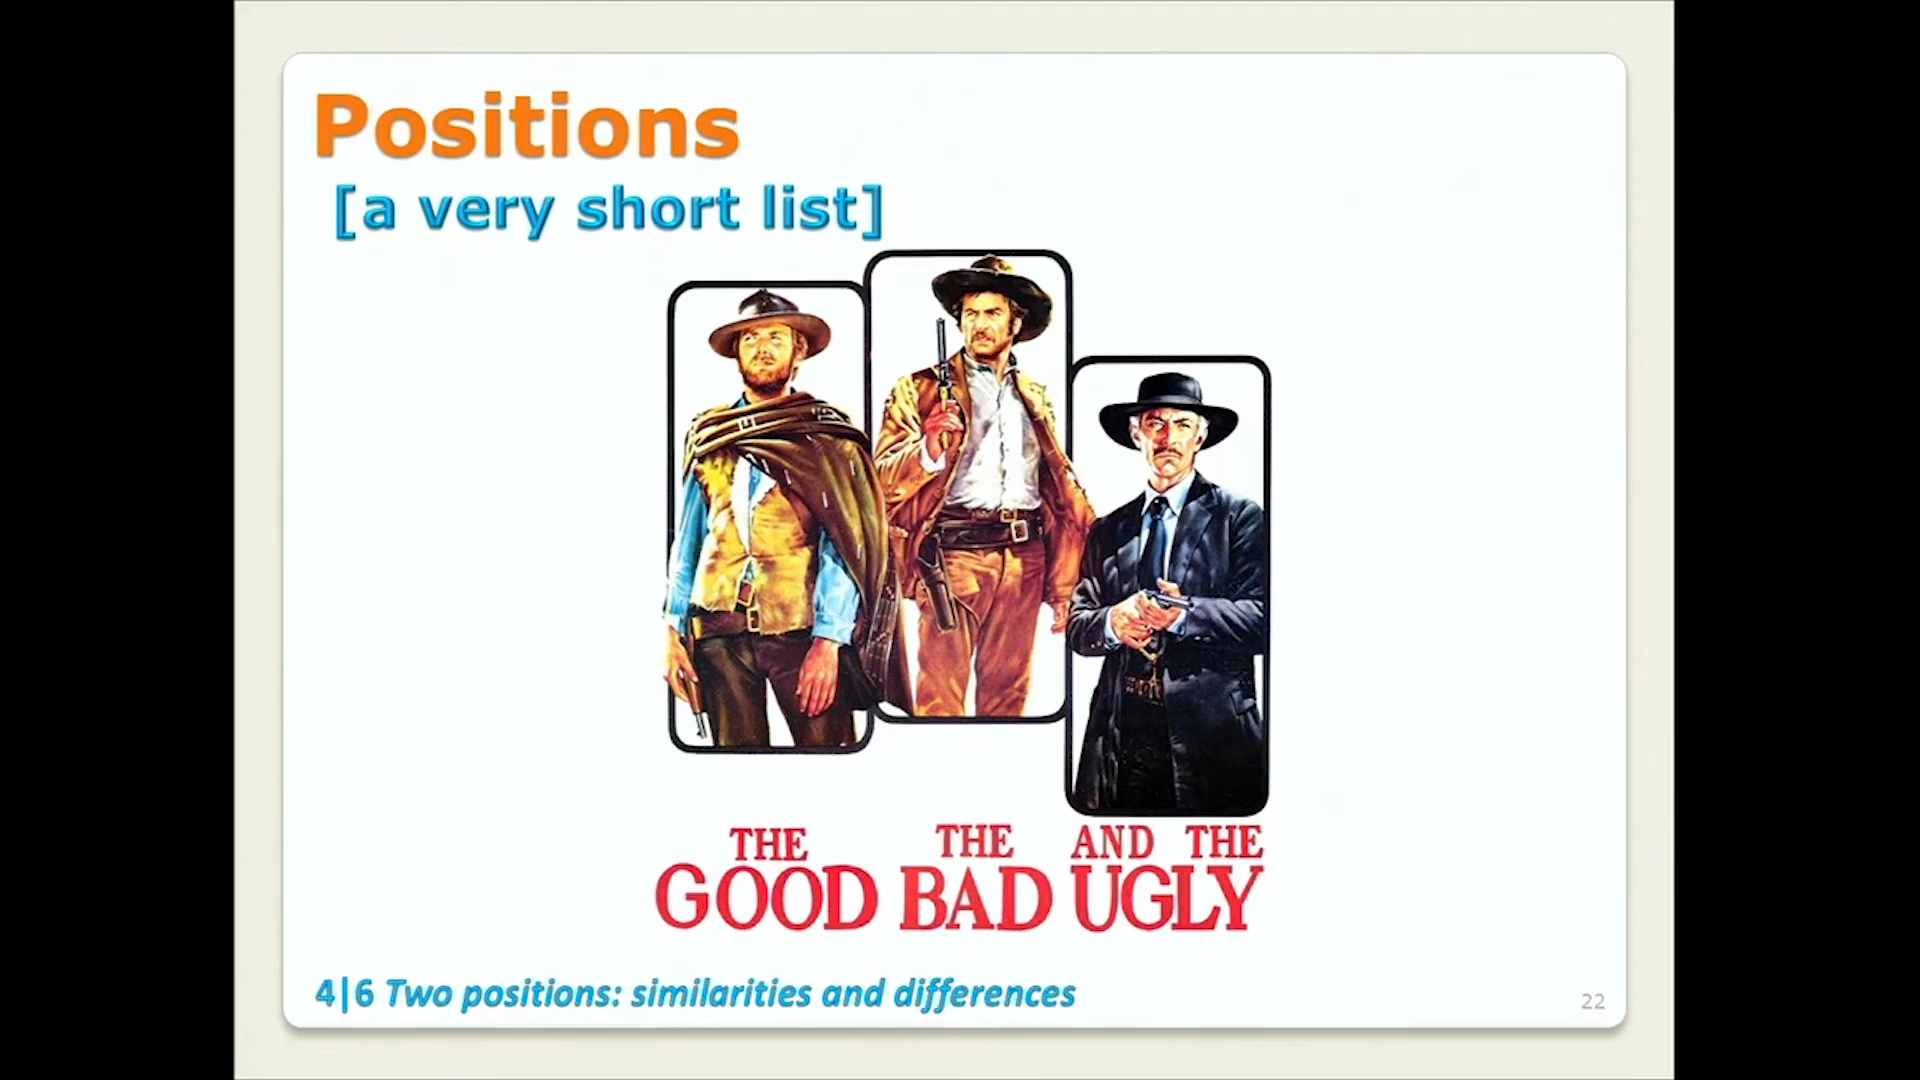 Positions
[a very short list]
THE THE AND THE
GOOD BAD UGLY
4|6 Two positions: similarities and differences
22